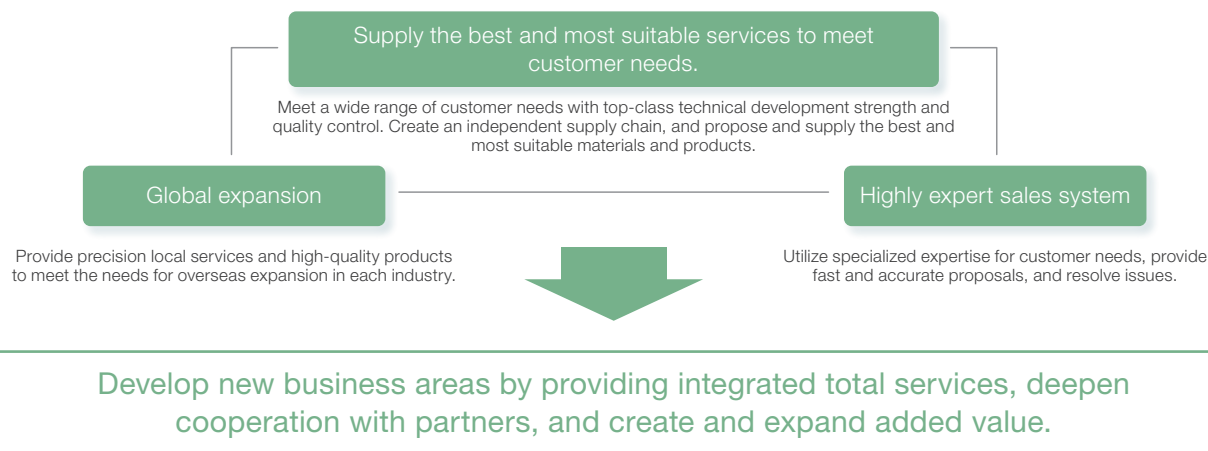 Supply the best and most suitable services to meet
customer needs.
Meet a wide range of customer needs with top-class technical development strength and
quality control. Create an independent supply chain, and propose and supply the best and
most suitable materials and products.
Global expansion
Provide precision local services and high-quality products
to meet the needs for overseas expansion in each industry.
Highly expert sales system
Utilize specialized expertise for customer needs, provide
fast and accurate proposals, and resolve issues.
Develop new business areas by providing integrated total services, deepen
cooperation with partners, and create and expand added value.